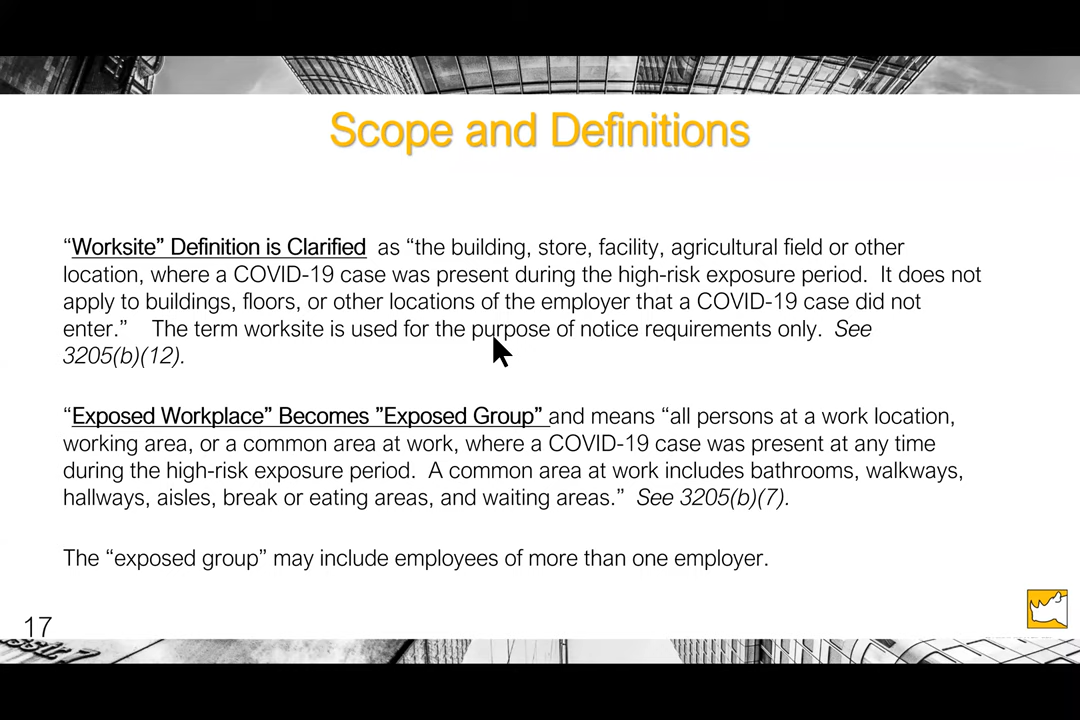 Scope and Definitions
“Worksite” Definition is Clarified as “the building, store, facility, agricultural field or other
location, where a COVID-19 case was present during the high-risk exposure period. It does not
apply to buildings, floors, or other locations of the employer that a COVID-19 case did not
enter.” The term worksite is used for the purpose of notice requirements only. See
3205(b)(12).
“Exposed Workplace” Becomes ”Exposed Group” and means “all persons at a work location,
working area, or a common area at work, where a COVID-19 case was present at any time
during the high-risk exposure period. A common area at work includes bathrooms, walkways,
hallways, aisles, break or eating areas, and waiting areas.” See 3205(b)(7).
The “exposed group” may include employees of more than one employer.
17